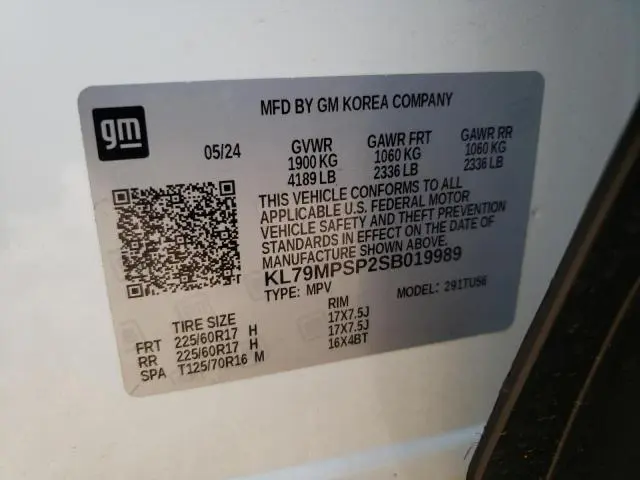 gm
MFD BY GM KOREA COMPANY
05/24
GVWR GAWR FRT GAWR RR
1900 KG 1060 KG 1060 KG
4189 LB 2336 LB 2336 LB
THIS VEHICLE CONFORMS TO ALL
APPLICABLE U.S. FEDERAL MOTOR
VEHICLE SAFETY AND THEFT PREVENTION
STANDARDS IN EFFECT ON THE DATE OF
MANUFACTURE SHOWN ABOVE.
KL79MPSP2SB019989
TYPE: MPV MODEL: 291TU56
TIRE SIZE RIM
FRT 225/60R17 H 17X7.5J
RR 225/60R17 H 17X7.5J
SPA T125/70R16 M 16X4BT